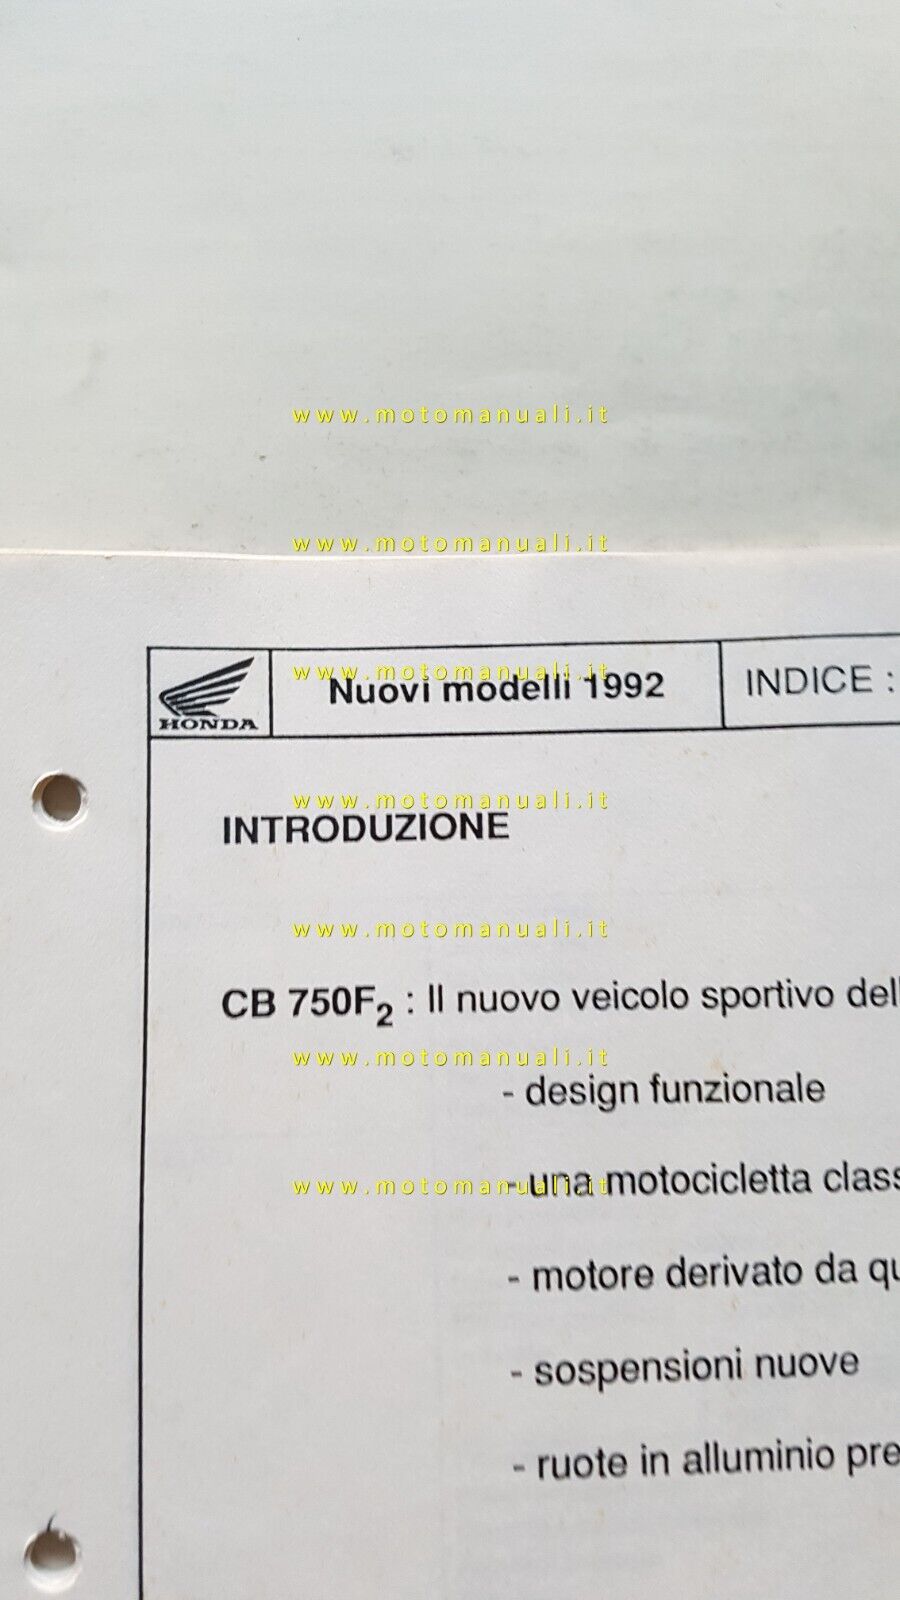 www.motomanuali.it
www.motomanuali.it
www.motomanuali.it
HONDA Nuovi modelli 1992 INDICE :
www.motomanuali.it
INTRODUZIONE
www.motomanuali.it
CB 750F2 : Il nuovo veicolo sportivo dell
www.motomanuali.it
- design funzionale
www.motomanuali.it
- una motocicletta class
- motore derivato da qu
- sospensioni nuove
- ruote in alluminio pre